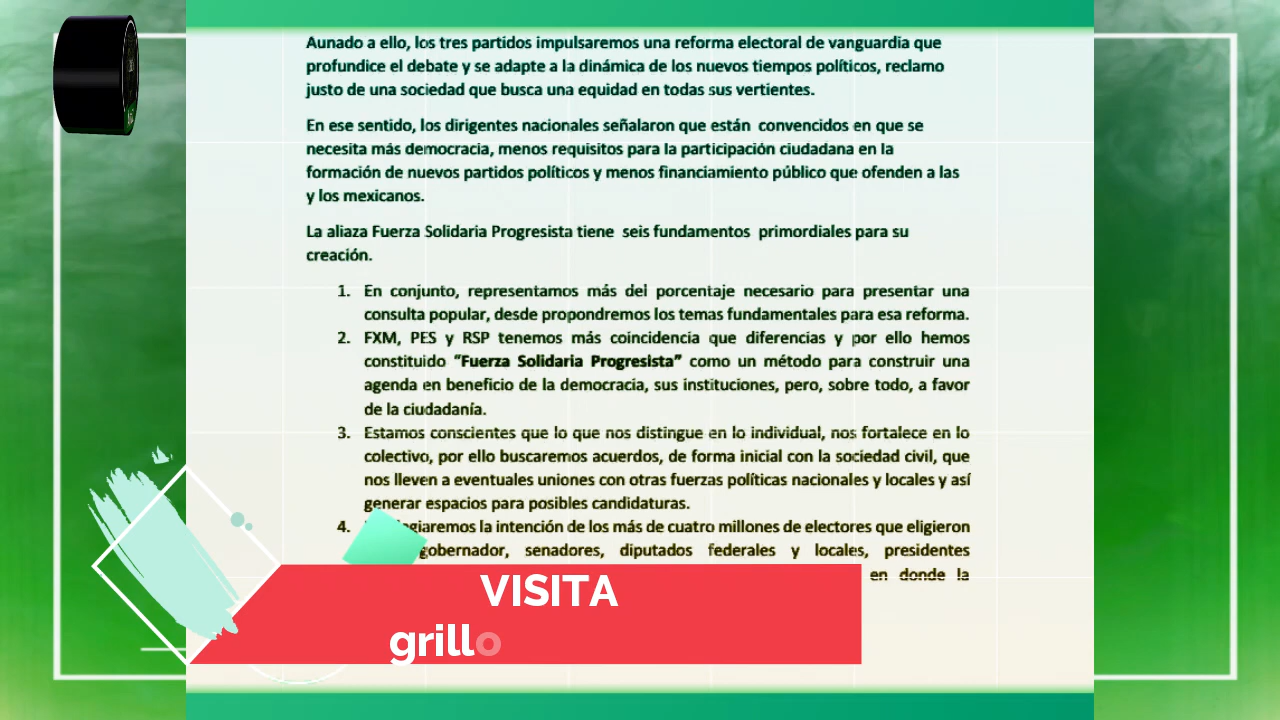 Aunado a ello, los tres partidos impulsaremos una reforma electoral de vanguardia que
profundice el debate y se adapte a la dinámica de los nuevos tiempos políticos, reclamo
justo de una sociedad que busca una equidad en todas sus vertientes.
En ese sentido, los dirigentes nacionales señalaron que están convencidos en que se
necesita más democracia, menos requisitos para la participación ciudadana en la
formación de nuevos partidos políticos y menos financiamiento público que ofenden a las
y los mexicanos.
La aliaza Fuerza Solidaria Progresista tiene seis fundamentos primordiales para su
creación.
1. En conjunto, representamos más del porcentaje necesario para presentar una
consulta popular, desde propondremos los temas fundamentales para esa reforma.
2. FXM, PES y RSP tenemos más coincidencia que diferencias y por ello hemos
constituido “Fuerza Solidaria Progresista” como un método para construir una
agenda en beneficio de la democracia, sus instituciones, pero, sobre todo, a favor
de la ciudadanía.
3. Estamos conscientes que lo que nos distingue en lo individual, nos fortalece en lo
colectivo, por ello buscaremos acuerdos, de forma inicial con la sociedad civil, que
nos lleven a eventuales uniones con otras fuerzas políticas nacionales y locales y así
generar espacios para posibles candidaturas.
4. la intención de los más de cuatro millones de electores que eligieron
gobernador, senadores, diputados federales y locales, presidentes
en donde la
VISITA
grillo